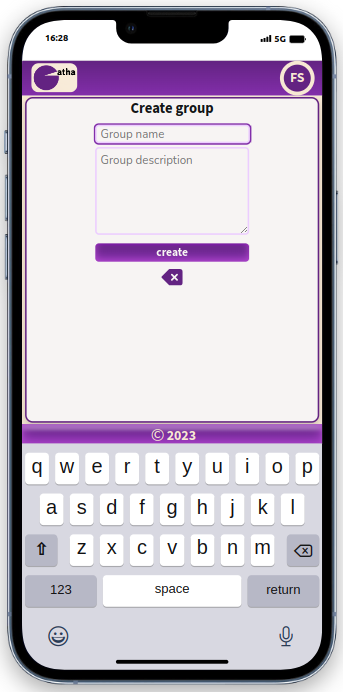 16:28
5G
atha
FS
Create group
Group name
Group description
create
© 2023
q w e r t y u i o p
a s d f g h j k l
z x c v b n m
123 space return